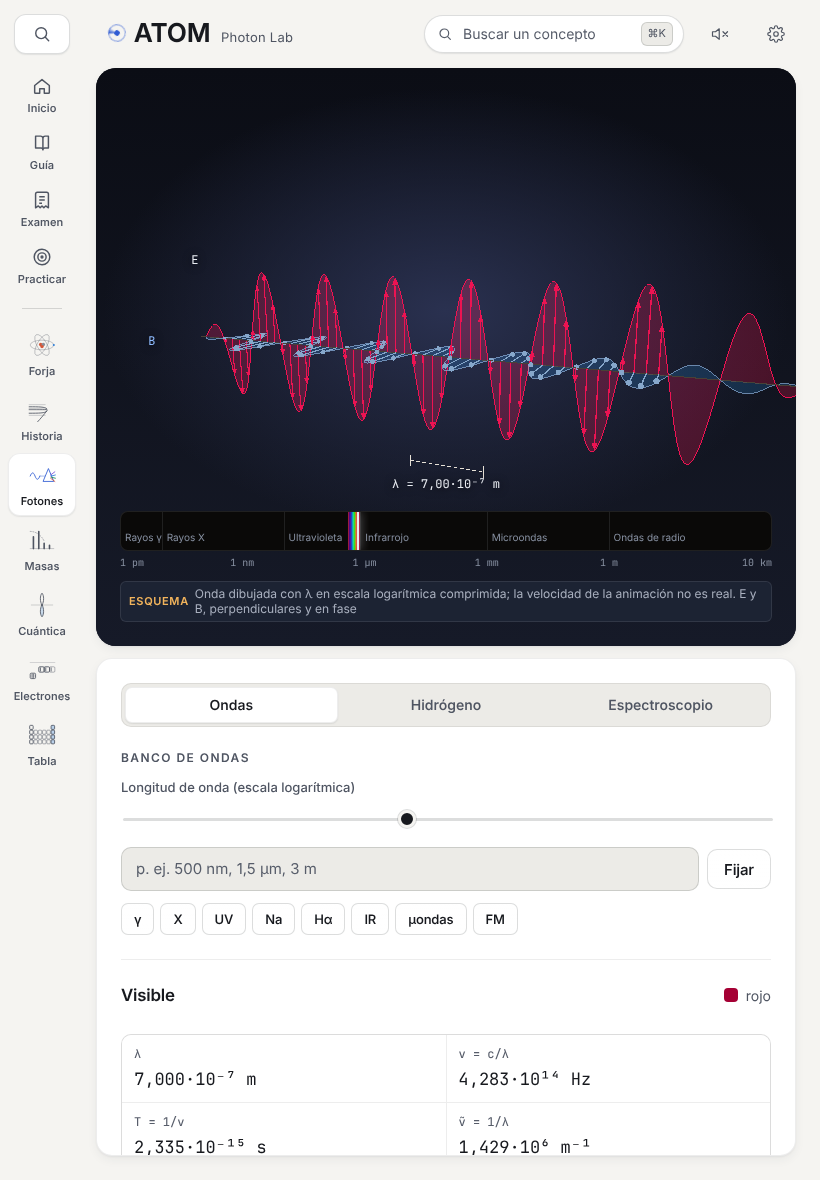 ATOM Photon Lab
Buscar un concepto ⌘K
Inicio
Guía
Examen
Practicar
Forja
Historia
Fotones
Masas
Cuántica
Electrones
Tabla
E
B
λ = 7,00·10⁻⁷ m
Rayos γ Rayos X Ultravioleta Infrarrojo Microondas Ondas de radio
1 pm 1 nm 1 μm 1 mm 1 m 10 km
ESQUEMA Onda dibujada con λ en escala logarítmica comprimida; la velocidad de la animación no es real. E y
B, perpendiculares y en fase
Ondas Hidrógeno Espectroscopio
BANCO DE ONDAS
Longitud de onda (escala logarítmica)
p. ej. 500 nm, 1,5 μm, 3 m Fijar
γ X UV Na Hα IR μondas FM
Visible rojo
λ ν = c/λ
7,000·10⁻⁷ m 4,283·10¹⁴ Hz
T = 1/ν ν̃ = 1/λ
2,335·10⁻¹⁵ s 1,429·10⁶ m⁻¹